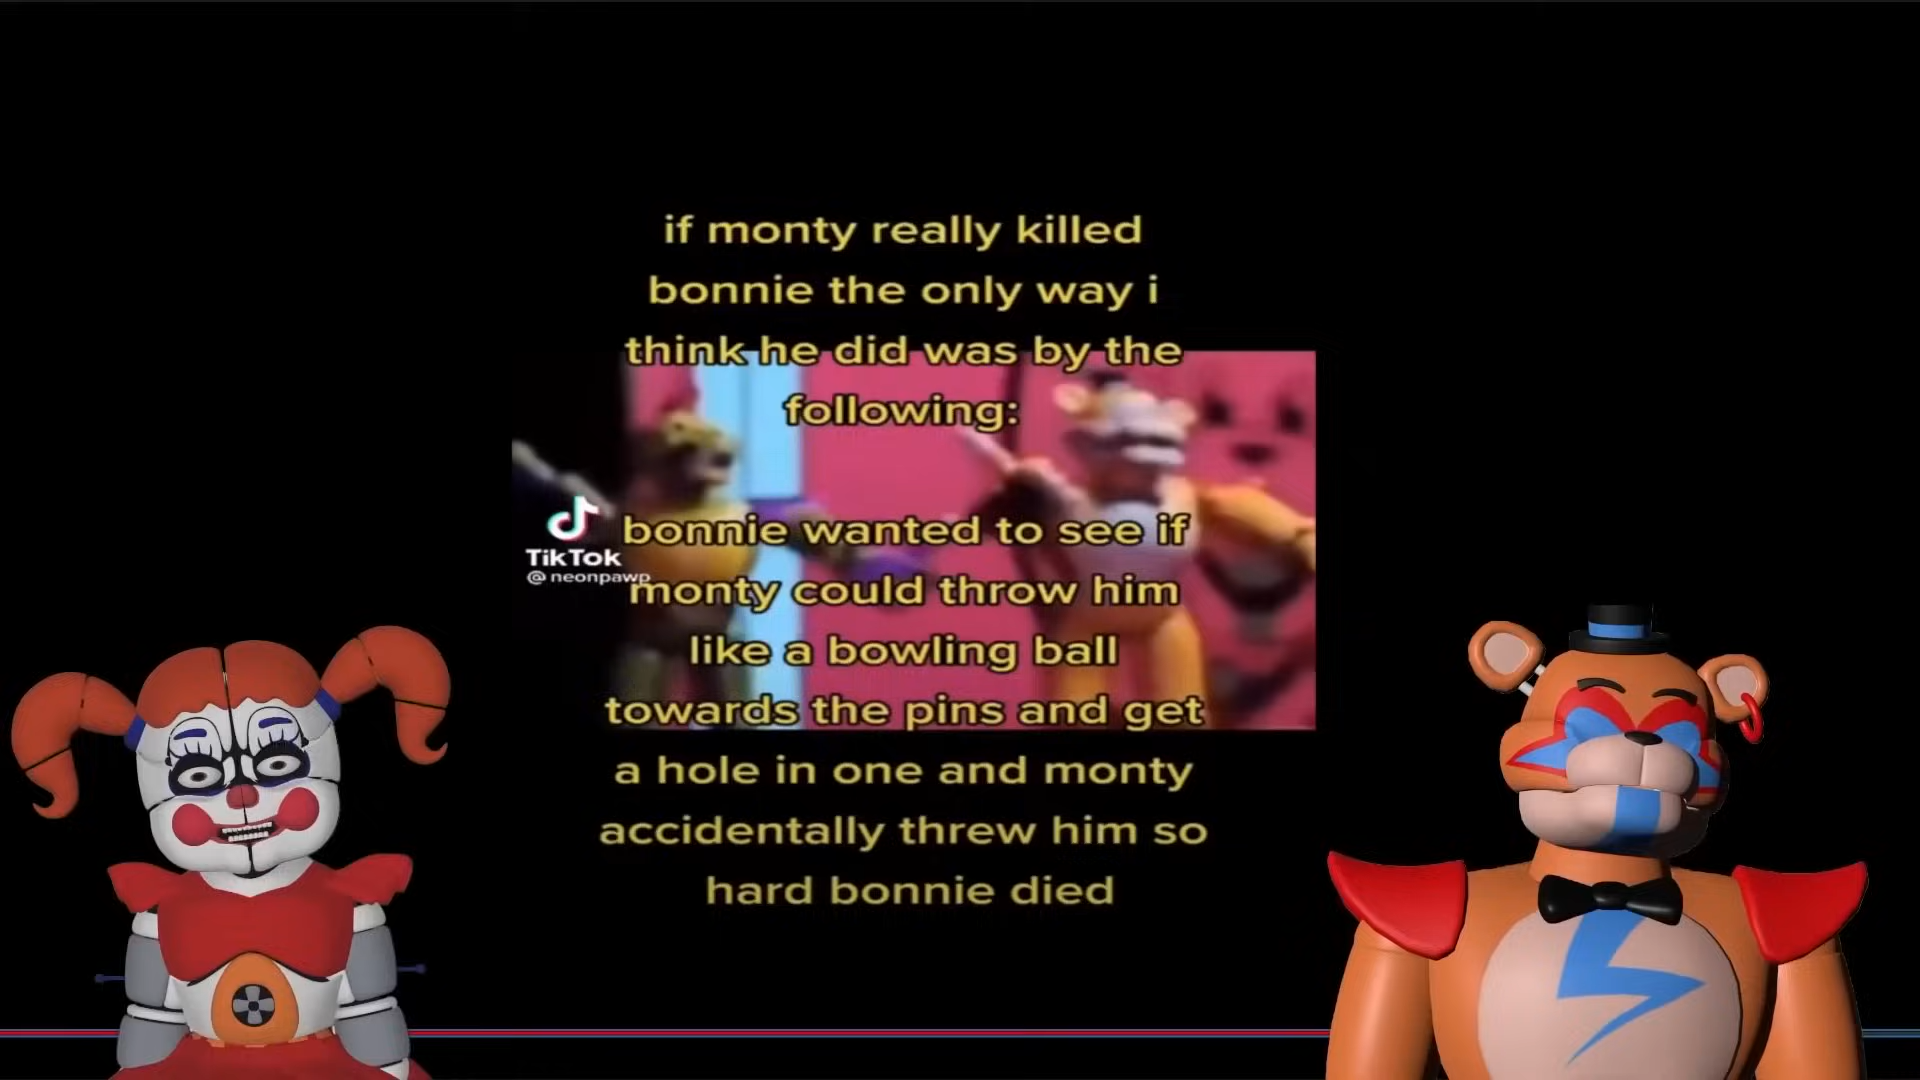 if monty really killed
bonnie the only way i
think he did was by the
following:
bonnie wanted to see if
TikTok
@neonpawp
monty could throw him
like a bowling ball
towards the pins and get
a hole in one and monty
accidentally threw him so
hard bonnie died